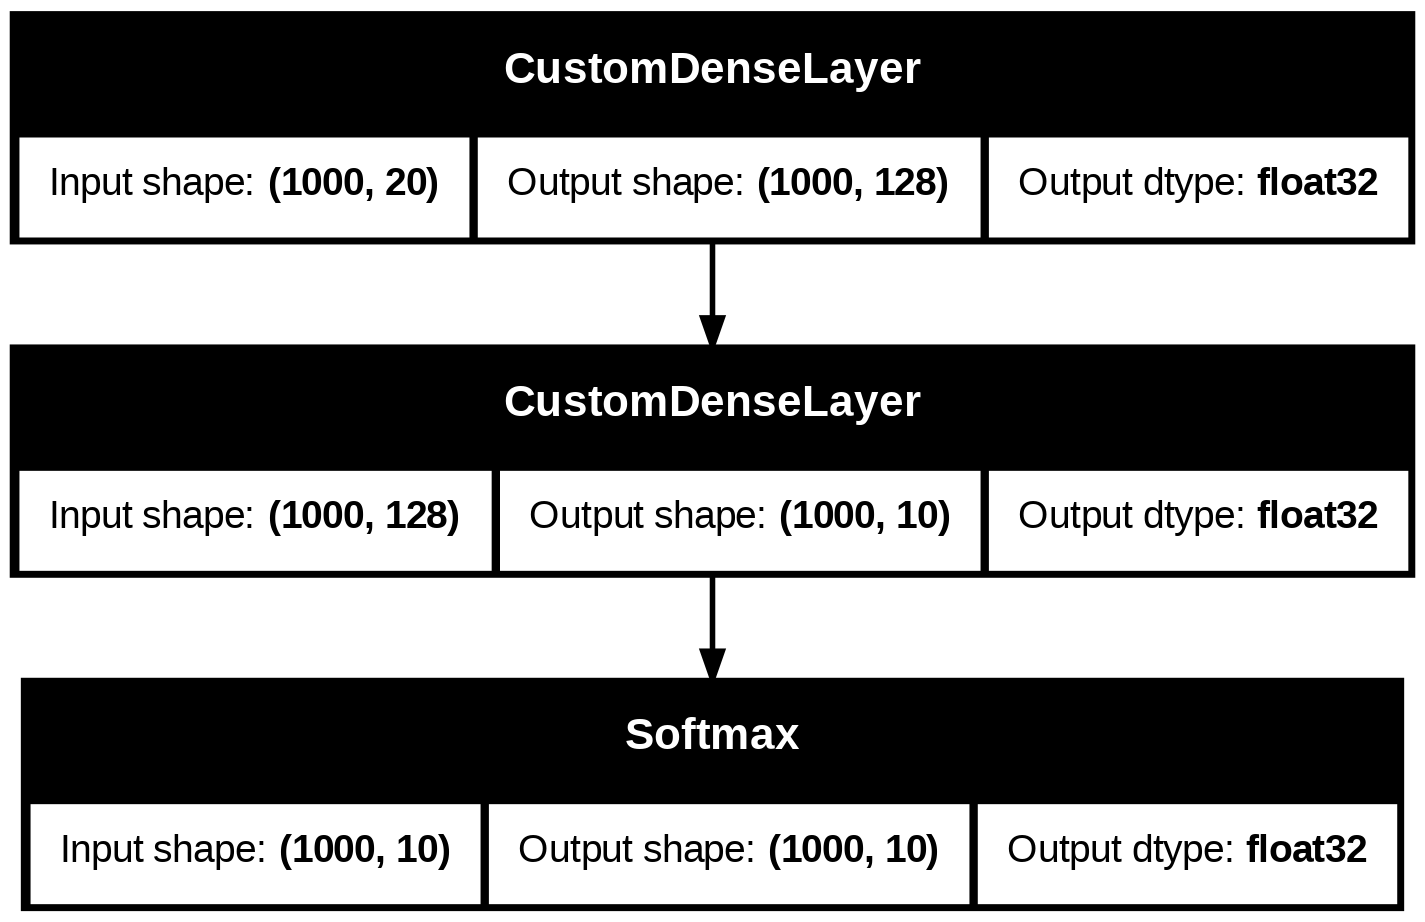 CustomDenseLayer
Input shape: (1000, 20) Output shape: (1000, 128) Output dtype: float32
CustomDenseLayer
Input shape: (1000, 128) Output shape: (1000, 10) Output dtype: float32
Softmax
Input shape: (1000, 10) Output shape: (1000, 10) Output dtype: float32